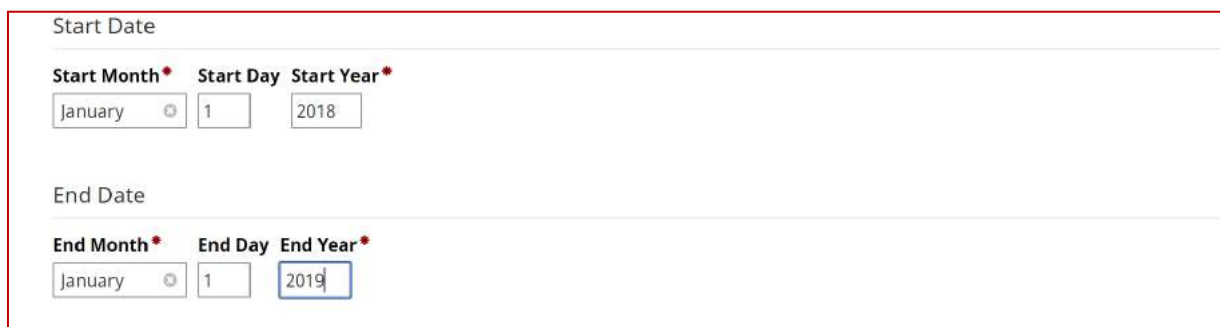 Start Date
Start Month* Start Day Start Year*
January 1 2018
End Date
End Month* End Day End Year*
January 1 2019